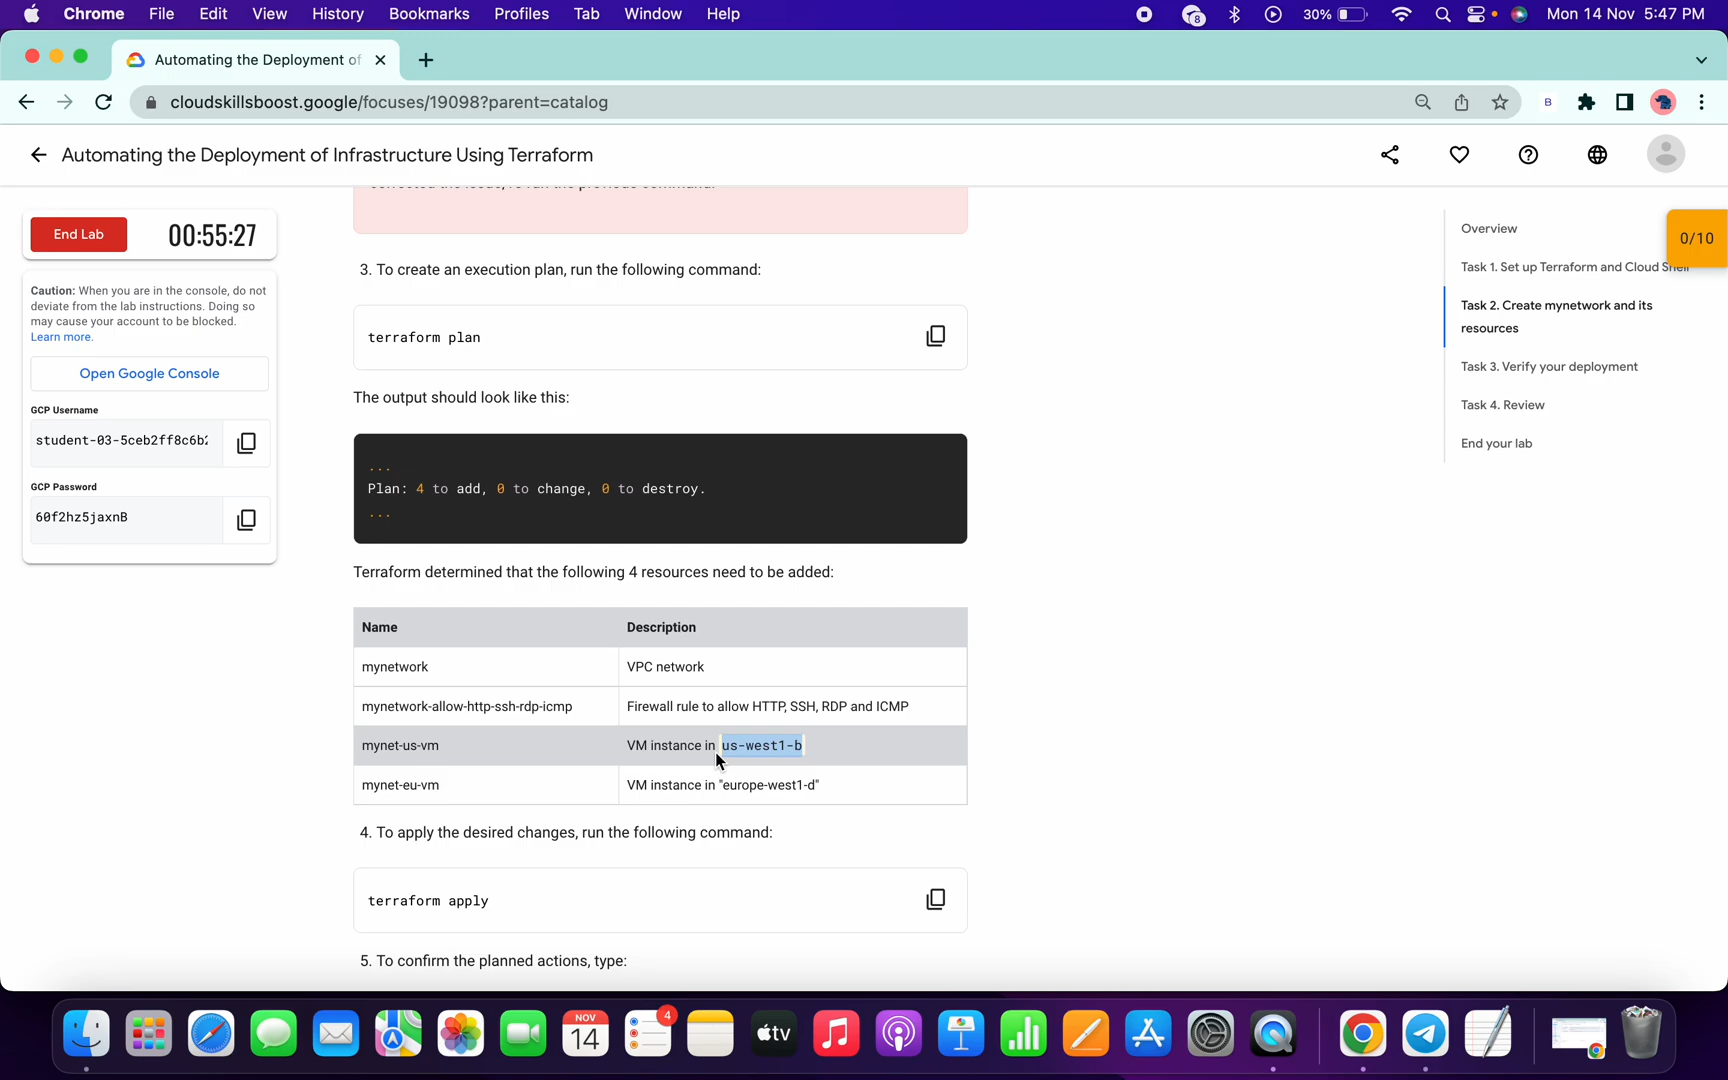 Chrome File Edit View History Bookmarks Profiles Tab Window Help
8
30%
Mon 14 Nov 5:47 PM
Automating the Deployment of
cloudskillsboost.google/focuses/19098?parent=catalog
B
Automating the Deployment of Infrastructure Using Terraform
End Lab
00:55:27
Caution: When you are in the console, do not
deviate from the lab instructions. Doing so
may cause your account to be blocked.
Learn more.
Open Google Console
GCP Username
student-03-5ceb2ff8c6b2
GCP Password
60f2hz5jaxnB
3. To create an execution plan, run the following command:
terraform plan
The output should look like this:
...
Plan: 4 to add, 0 to change, 0 to destroy.
...
Terraform determined that the following 4 resources need to be added:
Name Description
mynetwork VPC network
mynetwork-allow-http-ssh-rdp-icmp Firewall rule to allow HTTP, SSH, RDP and ICMP
mynet-us-vm VM instance in us-west1-b
mynet-eu-vm VM instance in "europe-west1-d"
4. To apply the desired changes, run the following command:
terraform apply
5. To confirm the planned actions, type:
Overview
0/10
Task 1. Set up Terraform and Cloud Shell
Task 2. Create mynetwork and its
resources
Task 3. Verify your deployment
Task 4. Review
End your lab
NOV
14
4
tv